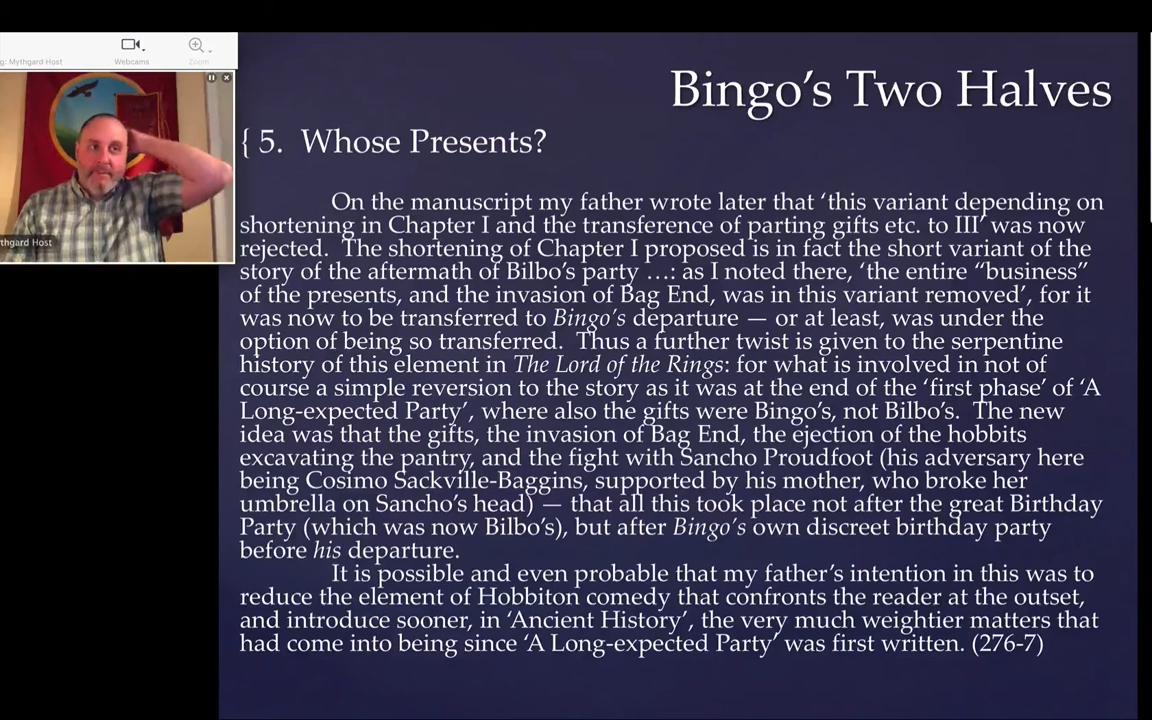 g: Mythgard Host
Webcams
Zoom
rthgard Host
Bingo's Two Halves
{ 5. Whose Presents?
On the manuscript my father wrote later that ‘this variant depending on
shortening in Chapter I and the transference of parting gifts etc. to III’ was now
rejected. The shortening of Chapter I proposed is in fact the short variant of the
story of the aftermath of Bilbo’s party …: as I noted there, ‘the entire “business”
of the presents, and the invasion of Bag End, was in this variant removed’, for it
was now to be transferred to Bingo’s departure — or at least, was under the
option of being so transferred. Thus a further twist is given to the serpentine
history of this element in The Lord of the Rings: for what is involved in not of
course a simple reversion to the story as it was at the end of the ‘first phase’ of ‘A
Long-expected Party’, where also the gifts were Bingo’s, not Bilbo’s. The new
idea was that the gifts, the invasion of Bag End, the ejection of the hobbits
excavating the pantry, and the fight with Sancho Proudfoot (his adversary here
being Cosimo Sackville-Baggins, supported by his mother, who broke her
umbrella on Sancho’s head) — that all this took place not after the great Birthday
Party (which was now Bilbo’s), but after Bingo’s own discreet birthday party
before his departure.
It is possible and even probable that my father’s intention in this was to
reduce the element of Hobbiton comedy that confronts the reader at the outset,
and introduce sooner, in ‘Ancient History’, the very much weightier matters that
had come into being since ‘A Long-expected Party’ was first written. (276-7)